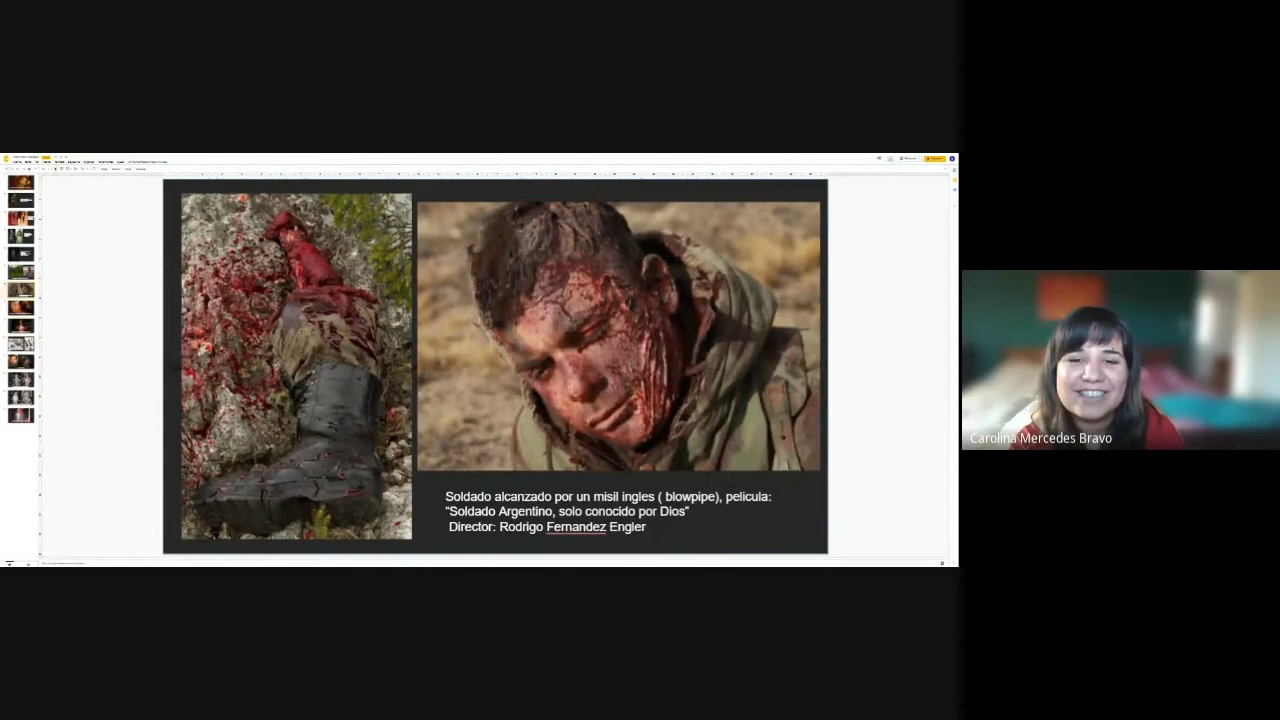 Soldado alcanzado por un misil ingles ( blowpipe), pelicula:
“Soldado Argentino, solo conocido por Dios”
Director: Rodrigo Fernandez Engler
Carolina Mercedes Bravo